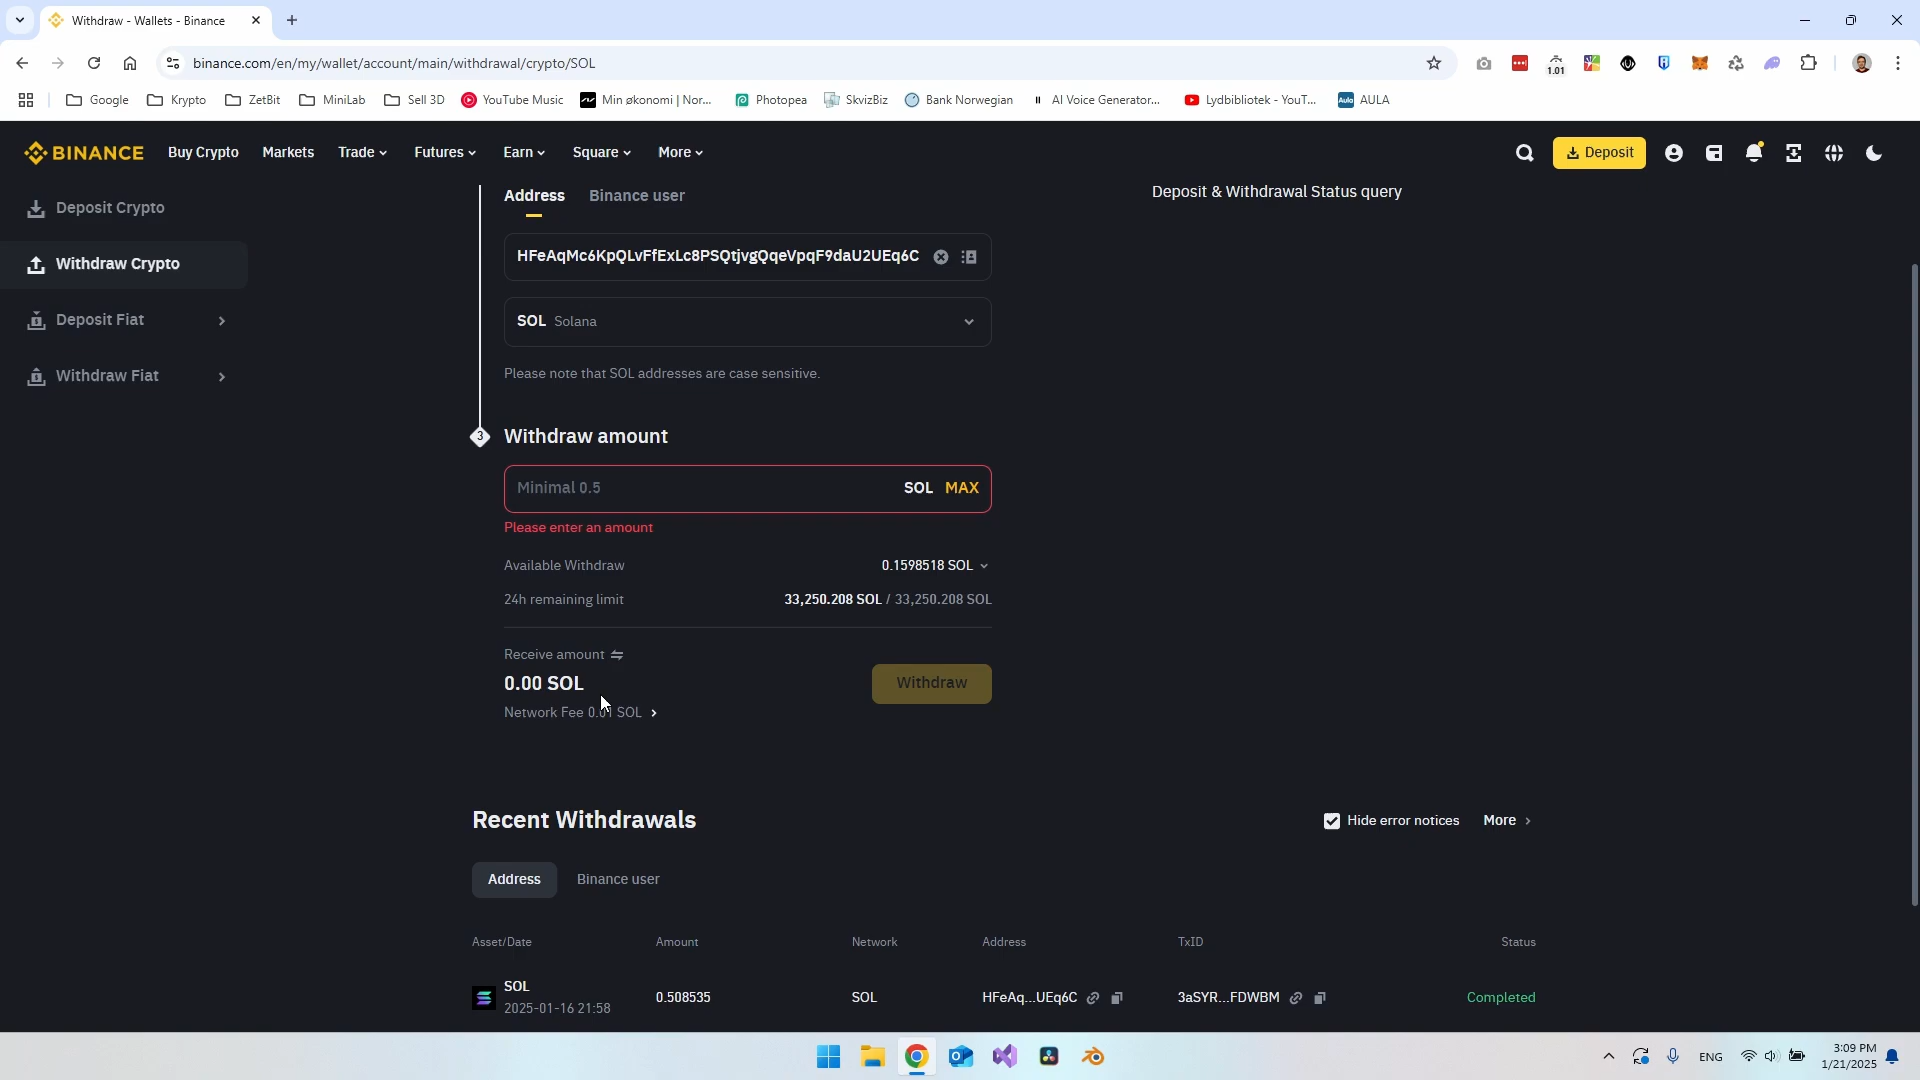 Withdraw - Wallets - Binance
binance.com/en/my/wallet/account/main/withdrawal/crypto/SOL
1.01
Google Krypto ZetBit MiniLab Sell 3D YouTube Music Min økonomi | Nor... Photopea SkvizBiz Bank Norwegian AI Voice Generator... Lydbibliotek - YouT... AULA
BINANCE Buy Crypto Markets Trade Futures Earn Square More Deposit
Deposit Crypto
Withdraw Crypto
Deposit Fiat
Withdraw Fiat
Address Binance user
Deposit & Withdrawal Status query
HFeAqMc6KpQLvFfExLc8PSQtjvgQqeVpqF9daU2UEq6C
SOL Solana
Please note that SOL addresses are case sensitive.
3 Withdraw amount
Minimal 0.5 SOL MAX
Please enter an amount
Available Withdraw 0.1598518 SOL
24h remaining limit 33,250.208 SOL / 33,250.208 SOL
Receive amount
0.00 SOL
Withdraw
Network Fee 0.01 SOL
Recent Withdrawals
Hide error notices More
Address Binance user
Asset/Date Amount Network Address TxID Status
SOL
2025-01-16 21:58
0.508535 SOL HFeAq...UEq6C 3aSYR...FDWBM Completed
ENG
3:09 PM
1/21/2025